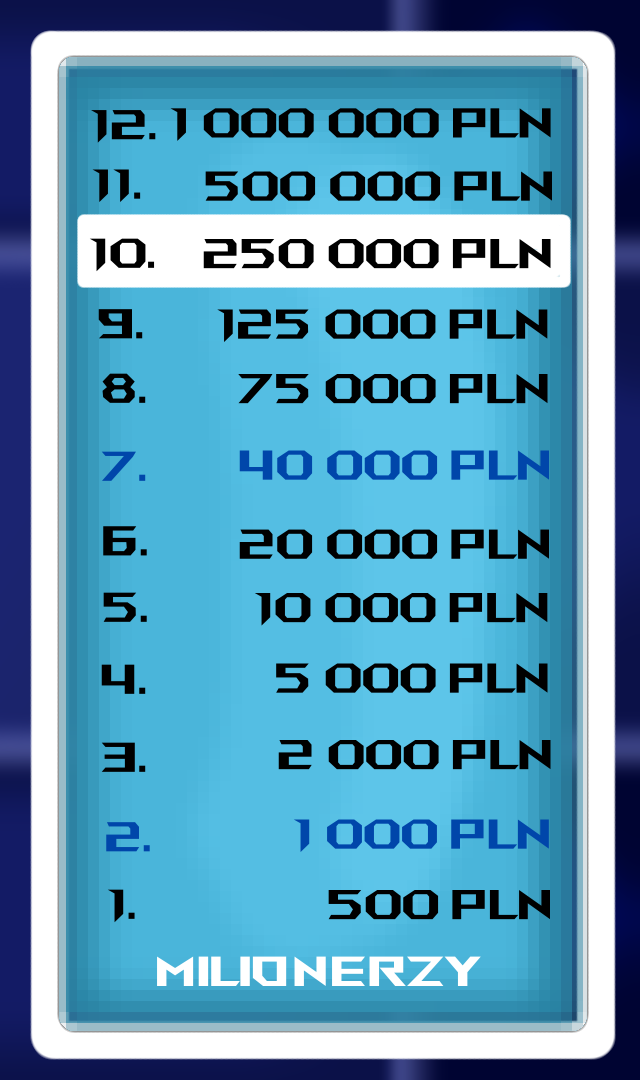 12. 1 000 000 PLN
11. 500 000 PLN
10. 250 000 PLN
9. 125 000 PLN
8. 75 000 PLN
7. 40 000 PLN
6. 20 000 PLN
5. 10 000 PLN
4. 5 000 PLN
3. 2 000 PLN
2. 1 000 PLN
1. 500 PLN
MILIONERZY